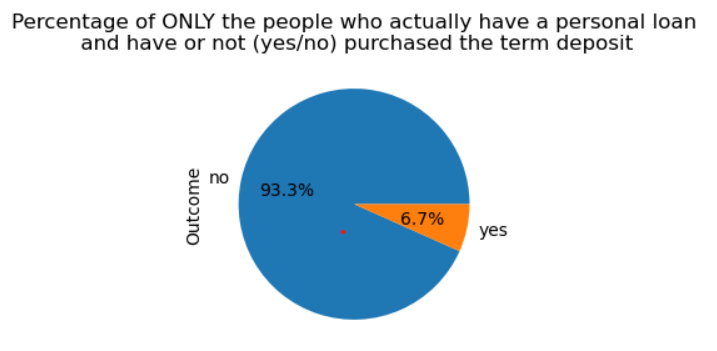 Percentage of ONLY the people who actually have a personal loan
and have or not (yes/no) purchased the term deposit
Outcome
no
93.3%
6.7%
yes